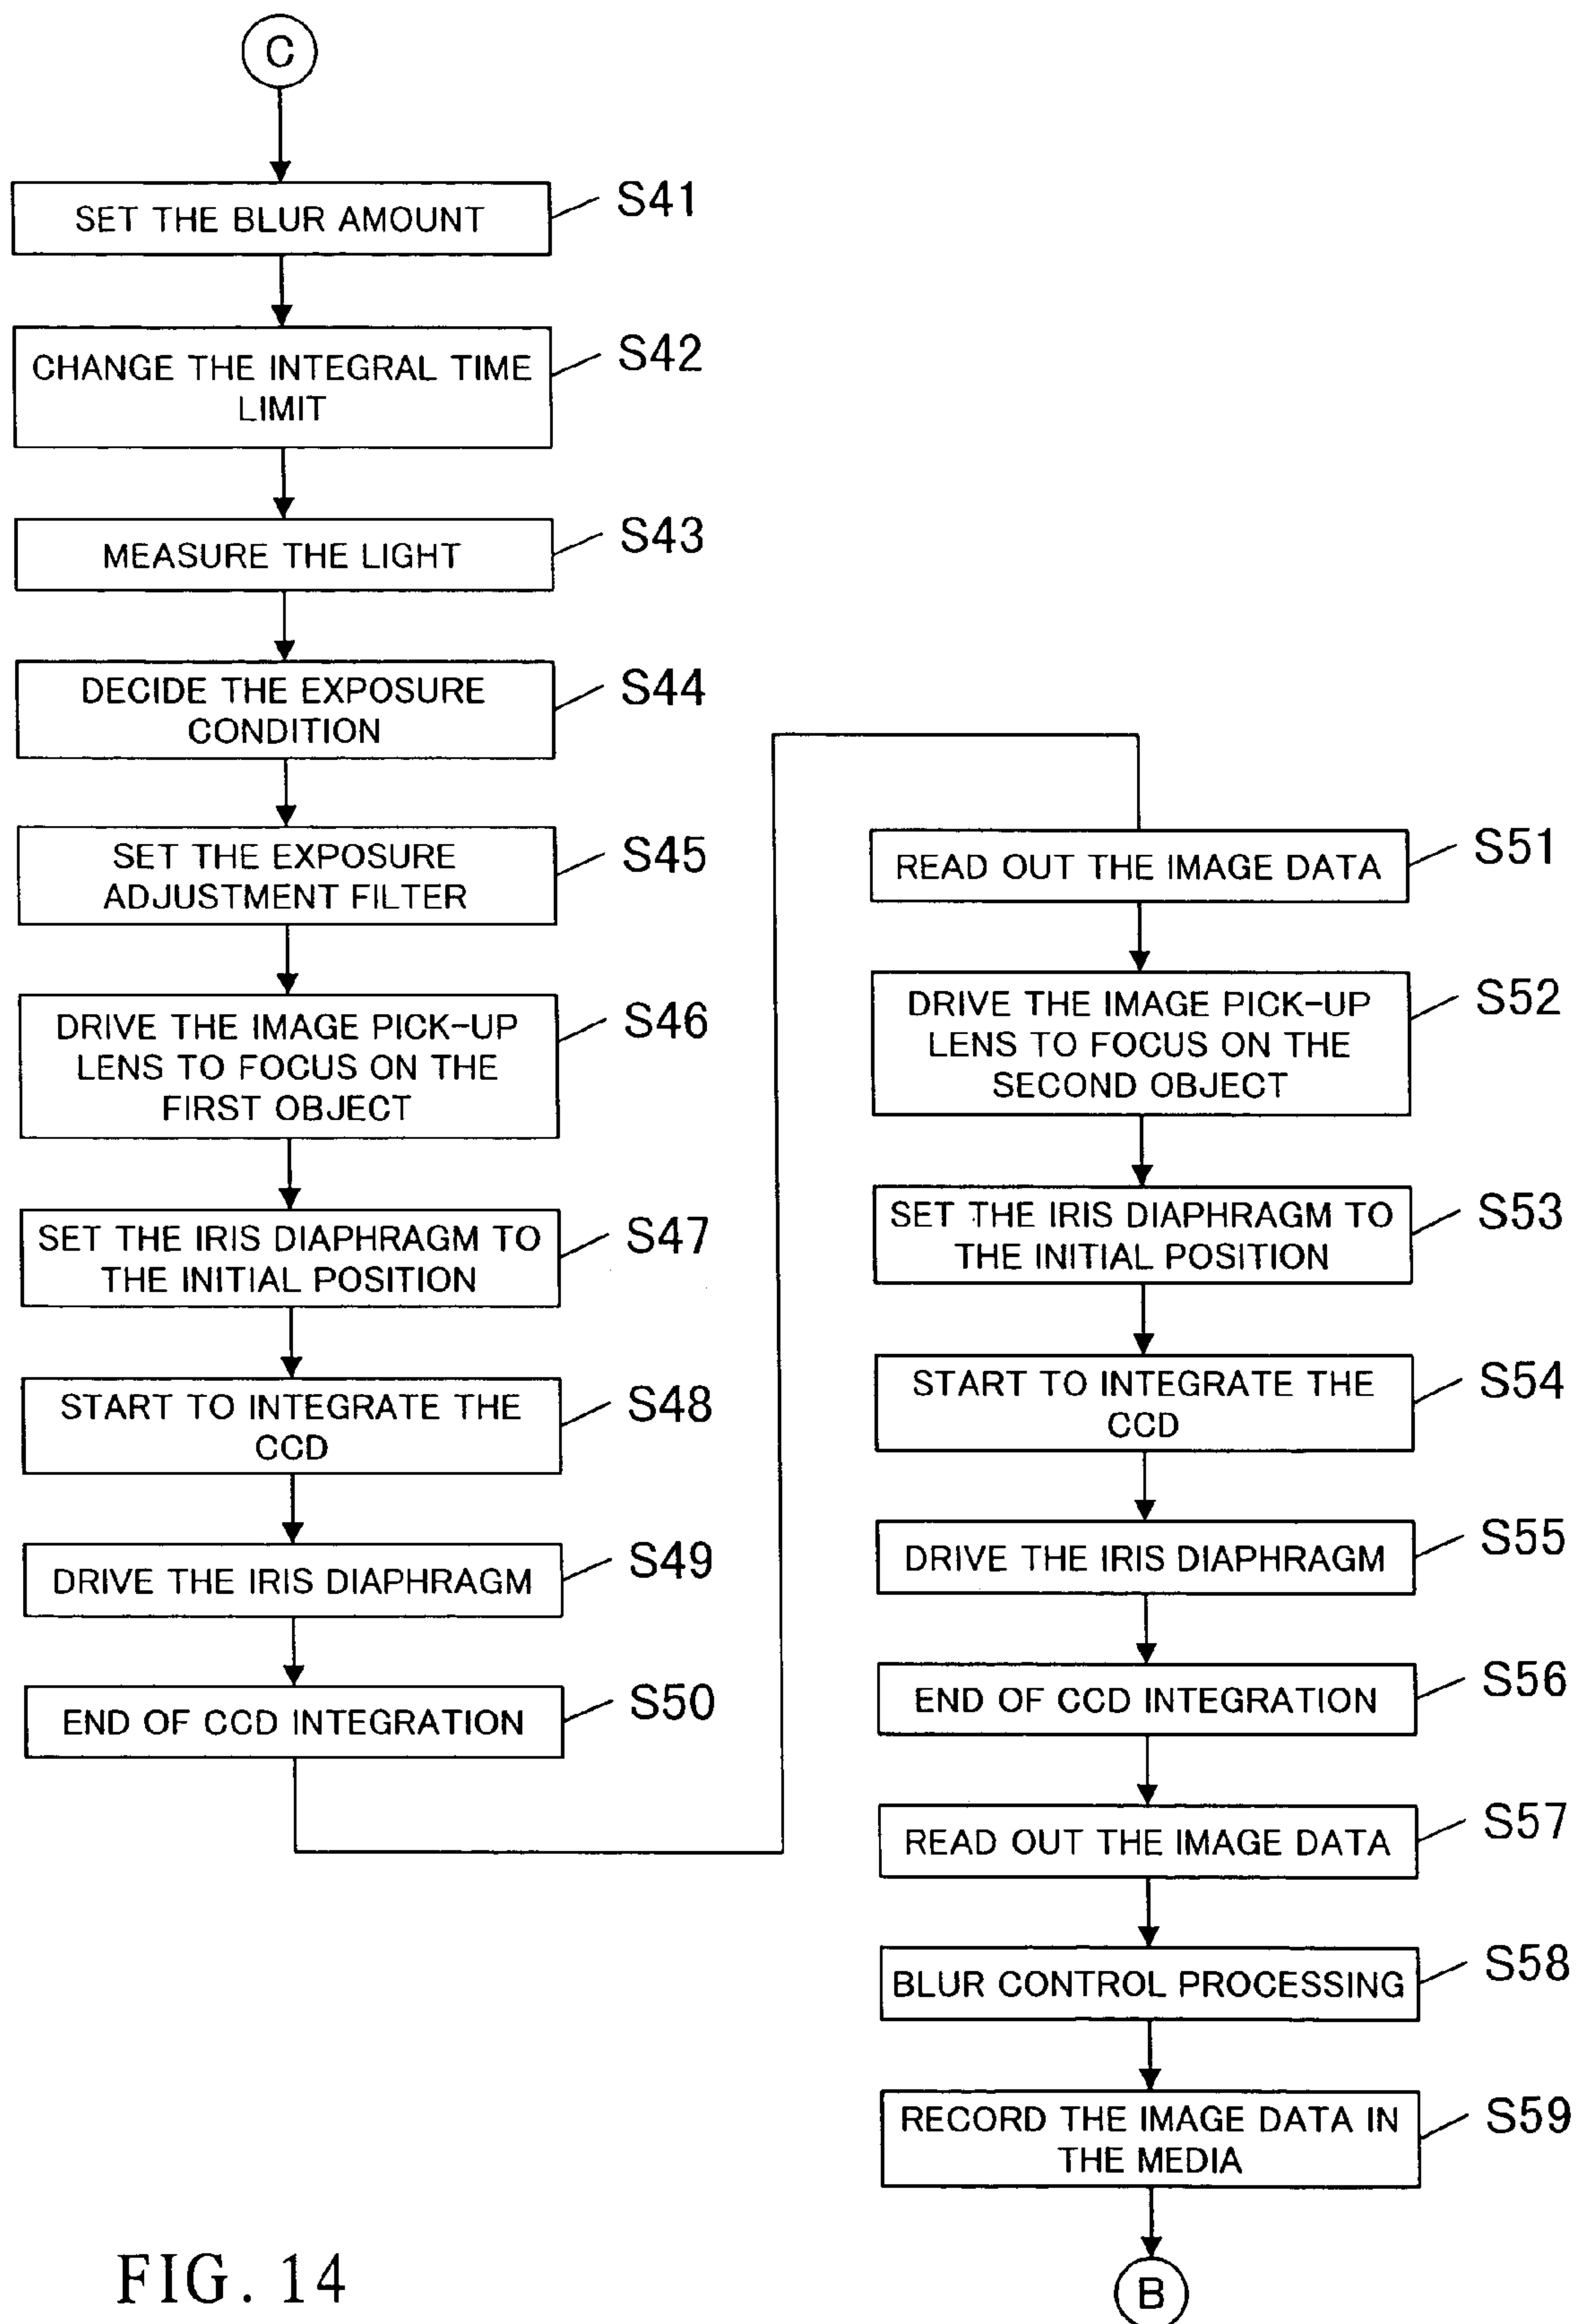 C
SET THE BLUR AMOUNT
S41
CHANGE THE INTEGRAL TIME
LIMIT
S42
MEASURE THE LIGHT
S43
DECIDE THE EXPOSURE
CONDITION
S44
SET THE EXPOSURE
ADJUSTMENT FILTER
S45
DRIVE THE IMAGE PICK-UP
LENS TO FOCUS ON THE
FIRST OBJECT
S46
SET THE IRIS DIAPHRAGM TO
THE INITIAL POSITION
S47
START TO INTEGRATE THE
CCD
S48
DRIVE THE IRIS DIAPHRAGM
S49
END OF CCD INTEGRATION
S50
READ OUT THE IMAGE DATA
S51
DRIVE THE IMAGE PICK-UP
LENS TO FOCUS ON THE
SECOND OBJECT
S52
SET THE IRIS DIAPHRAGM TO
THE INITIAL POSITION
S53
START TO INTEGRATE THE
CCD
S54
DRIVE THE IRIS DIAPHRAGM
S55
END OF CCD INTEGRATION
S56
READ OUT THE IMAGE DATA
S57
BLUR CONTROL PROCESSING
S58
RECORD THE IMAGE DATA IN
THE MEDIA
S59
B
FIG. 14